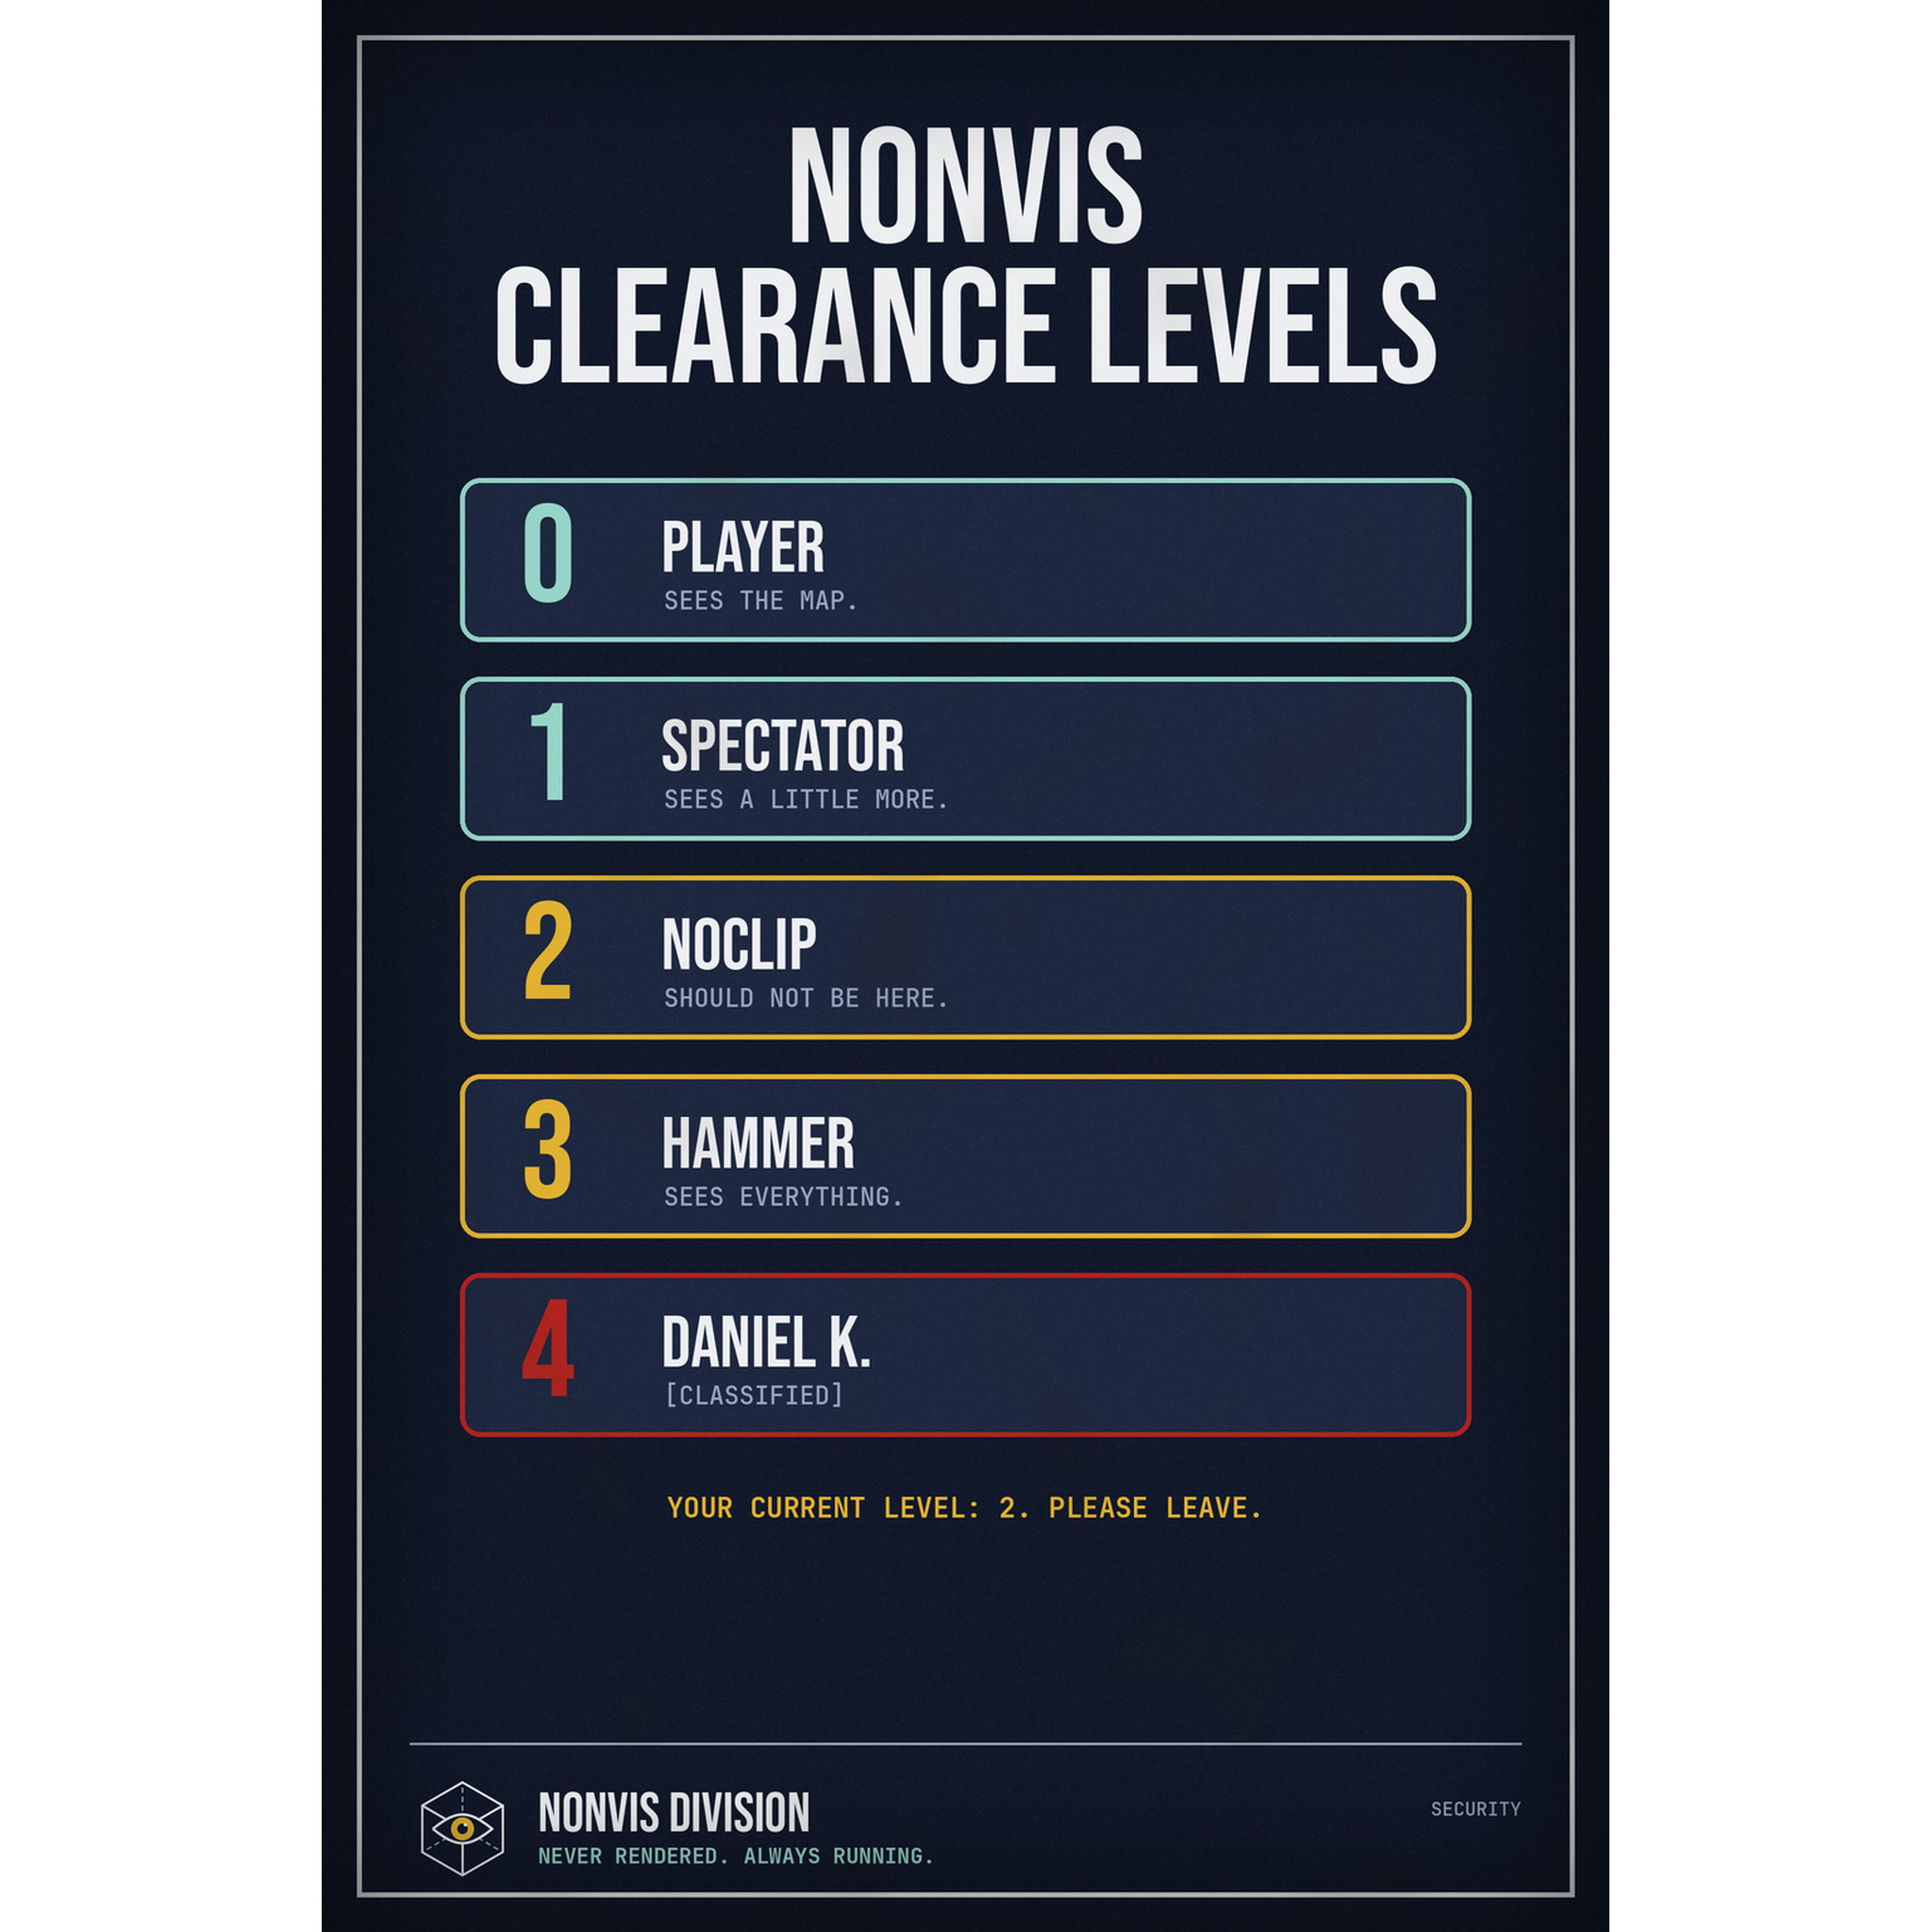 NONVIS
CLEARANCE LEVELS
0
PLAYER
SEES THE MAP.
1
SPECTATOR
SEES A LITTLE MORE.
2
NOCLIP
SHOULD NOT BE HERE.
3
HAMMER
SEES EVERYTHING.
4
DANIEL K.
[CLASSIFIED]
YOUR CURRENT LEVEL: 2. PLEASE LEAVE.
NONVIS DIVISION
NEVER RENDERED. ALWAYS RUNNING.
SECURITY